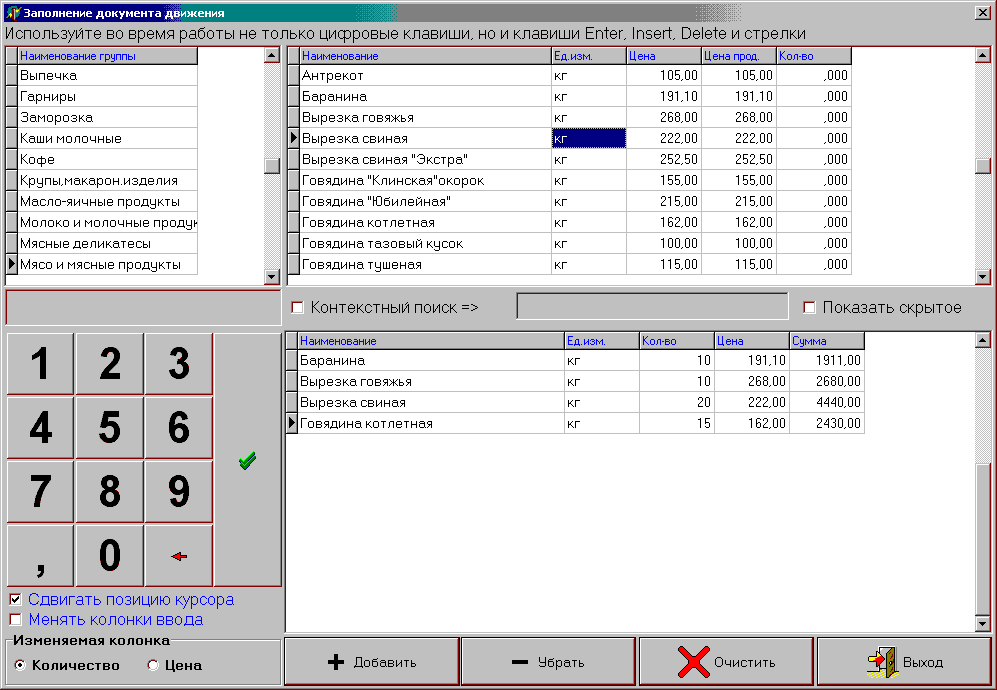 Заполнение документа движения
Используйте во время работы не только цифровые клавиши, но и клавиши Enter, Insert, Delete и стрелки
Наименование группы
Выпечка
Гарниры
Заморозка
Каши молочные
Кофе
Крупы,макарон.изделия
Масло-яичные продукты
Молоко и молочные проду
Мясные деликатесы
Мясо и мясные продукты
Наименование Ед.изм. Цена Цена прод. Кол-во
Антрекот кг 105,00 105,00 ,000
Баранина кг 191,10 191,10 ,000
Вырезка говяжья кг 268,00 268,00 ,000
Вырезка свиная кг 222,00 222,00 ,000
Вырезка свиная "Экстра" кг 252,50 252,50 ,000
Говядина "Клинская"окорок кг 155,00 155,00 ,000
Говядина "Юбилейная" кг 215,00 215,00 ,000
Говядина котлетная кг 162,00 162,00 ,000
Говядина тазовый кусок кг 100,00 100,00 ,000
Говядина тушеная кг 115,00 115,00 ,000
Контекстный поиск => Показать скрытое
1 2 3
4 5 6
7 8 9
, 0
Сдвигать позицию курсора
Менять колонки ввода
Изменяемая колонка
Количество Цена
Наименование Ед.изм. Кол-во Цена Сумма
Баранина кг 10 191,10 1911,00
Вырезка говяжья кг 10 268,00 2680,00
Вырезка свиная кг 20 222,00 4440,00
Говядина котлетная кг 15 162,00 2430,00
Добавить Убрать Очистить Выход